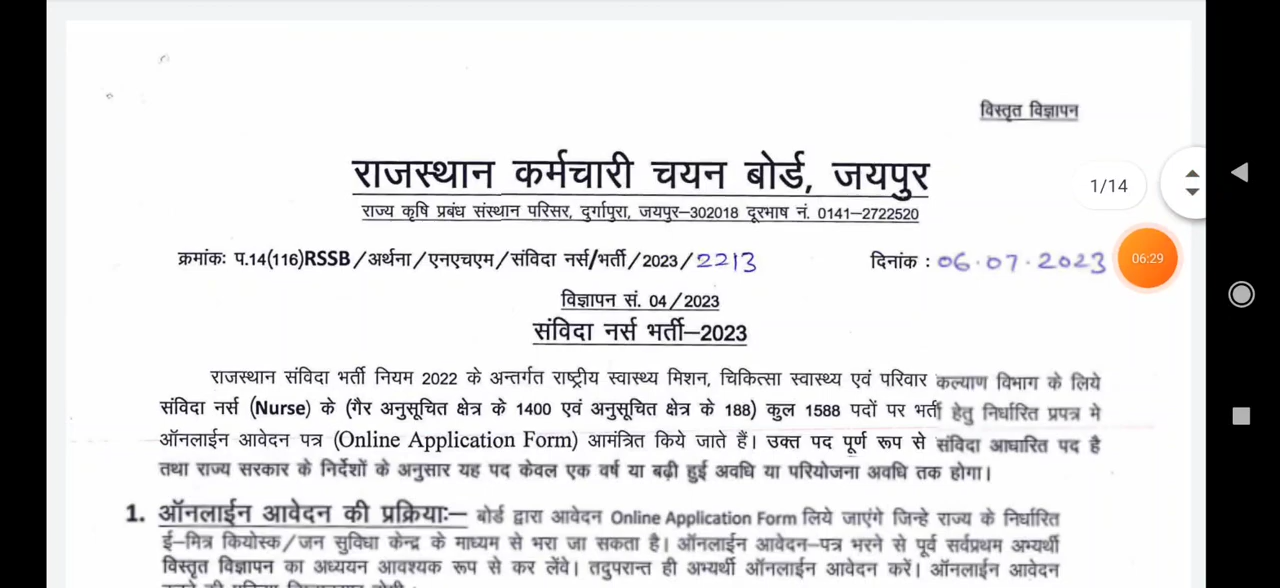 विस्तृत विज्ञापन
राजस्थान कर्मचारी चयन बोर्ड, जयपुर
राज्य कृषि प्रबंध संस्थान परिसर, दुर्गापुरा, जयपुर–302018 दूरभाष नं. 0141–2722520
1/14
क्रमांकः प.14(116)RSSB/अर्थना/एनएचएम/संविदा नर्स/भर्ती/2023/2213
दिनांक : 06.07.2023
06:29
विज्ञापन सं. 04/2023
संविदा नर्स भर्ती–2023
राजस्थान संविदा भर्ती नियम 2022 के अन्तर्गत राष्ट्रीय स्वास्थ्य मिशन, चिकित्सा स्वास्थ्य एवं परिवार कल्याण विभाग के लिये
संविदा नर्स (Nurse) के (गैर अनुसूचित क्षेत्र के 1400 एवं अनुसूचित क्षेत्र के 188) कुल 1588 पदों पर भर्ती हेतु निर्धारित प्रपत्र मे
ऑनलाईन आवेदन पत्र (Online Application Form) आमंत्रित किये जाते हैं। उक्त पद पूर्ण रूप से संविदा आधारित पद है
तथा राज्य सरकार के निर्देशों के अनुसार यह पद केवल एक वर्ष या बढ़ी हुई अवधि या परियोजना अवधि तक होगा।
1. ऑनलाईन आवेदन की प्रक्रियाः– बोर्ड द्वारा आवेदन Online Application Form लिये जाएंगे जिन्हे राज्य के निर्धारित
ई–मित्र कियोस्क/जन सुविधा केन्द्र के माध्यम से भरा जा सकता है। ऑनलाईन आवेदन–पत्र भरने से पूर्व सर्वप्रथम अभ्यर्थी
विस्तृत विज्ञापन का अध्ययन आवश्यक रूप से कर लेंवे। तदुपरान्त ही अभ्यर्थी ऑनलाईन आवेदन करें। ऑनलाईन आवेदन